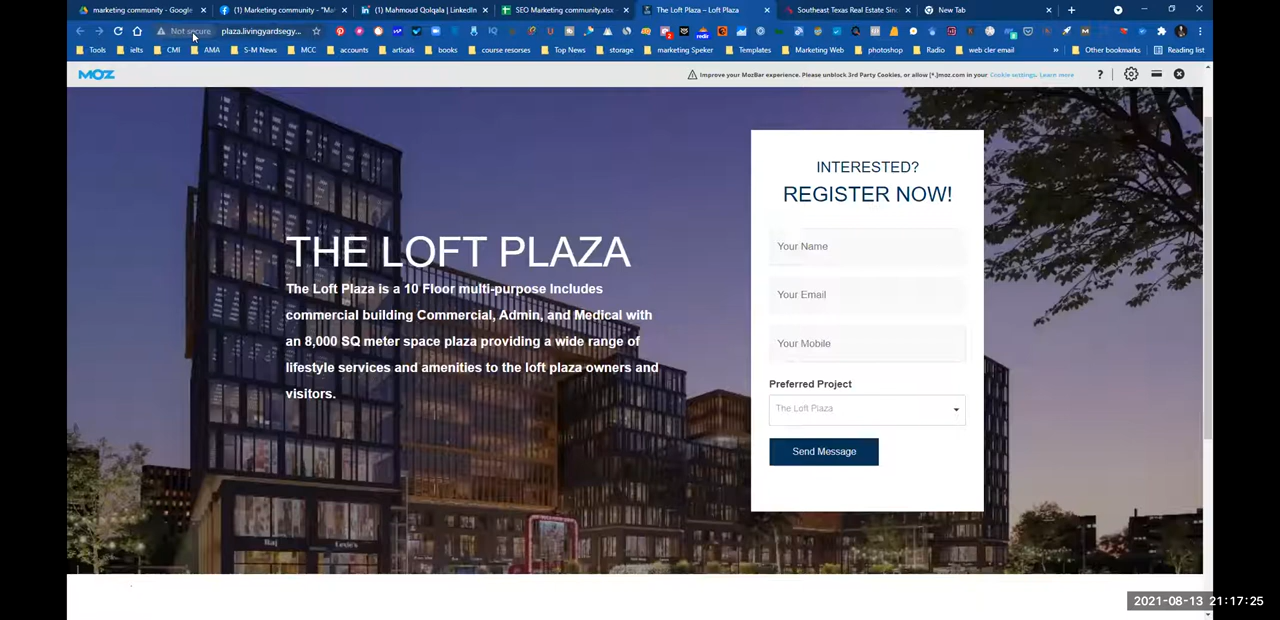 marketing community - Google
(1) Marketing community - "Ma
(1) Mahmoud Qolqala | LinkedIn
SEO Marketing community.xlsx
The Loft Plaza – Loft Plaza
Southeast Texas Real Estate Sinc
New Tab
Not secure
plaza.livingyardsegy...
Tools
ielts
CMI
AMA
S-M News
MCC
accounts
articals
books
course resorses
Top News
storage
marketing Speker
Templates
Marketing Web
photoshop
Radio
web cler email
»
Other bookmarks
Reading list
MOZ
Improve your MozBar experience. Please unblock 3rd Party Cookies, or allow [*.]moz.com in your Cookie settings. Learn more
?
INTERESTED?
REGISTER NOW!
Your Name
Your Email
Your Mobile
Preferred Project
The Loft Plaza
Send Message
THE LOFT PLAZA
The Loft Plaza is a 10 Floor multi-purpose Includes
commercial building Commercial, Admin, and Medical with
an 8,000 SQ meter space plaza providing a wide range of
lifestyle services and amenities to the loft plaza owners and
visitors.
2021-08-13 21:17:25